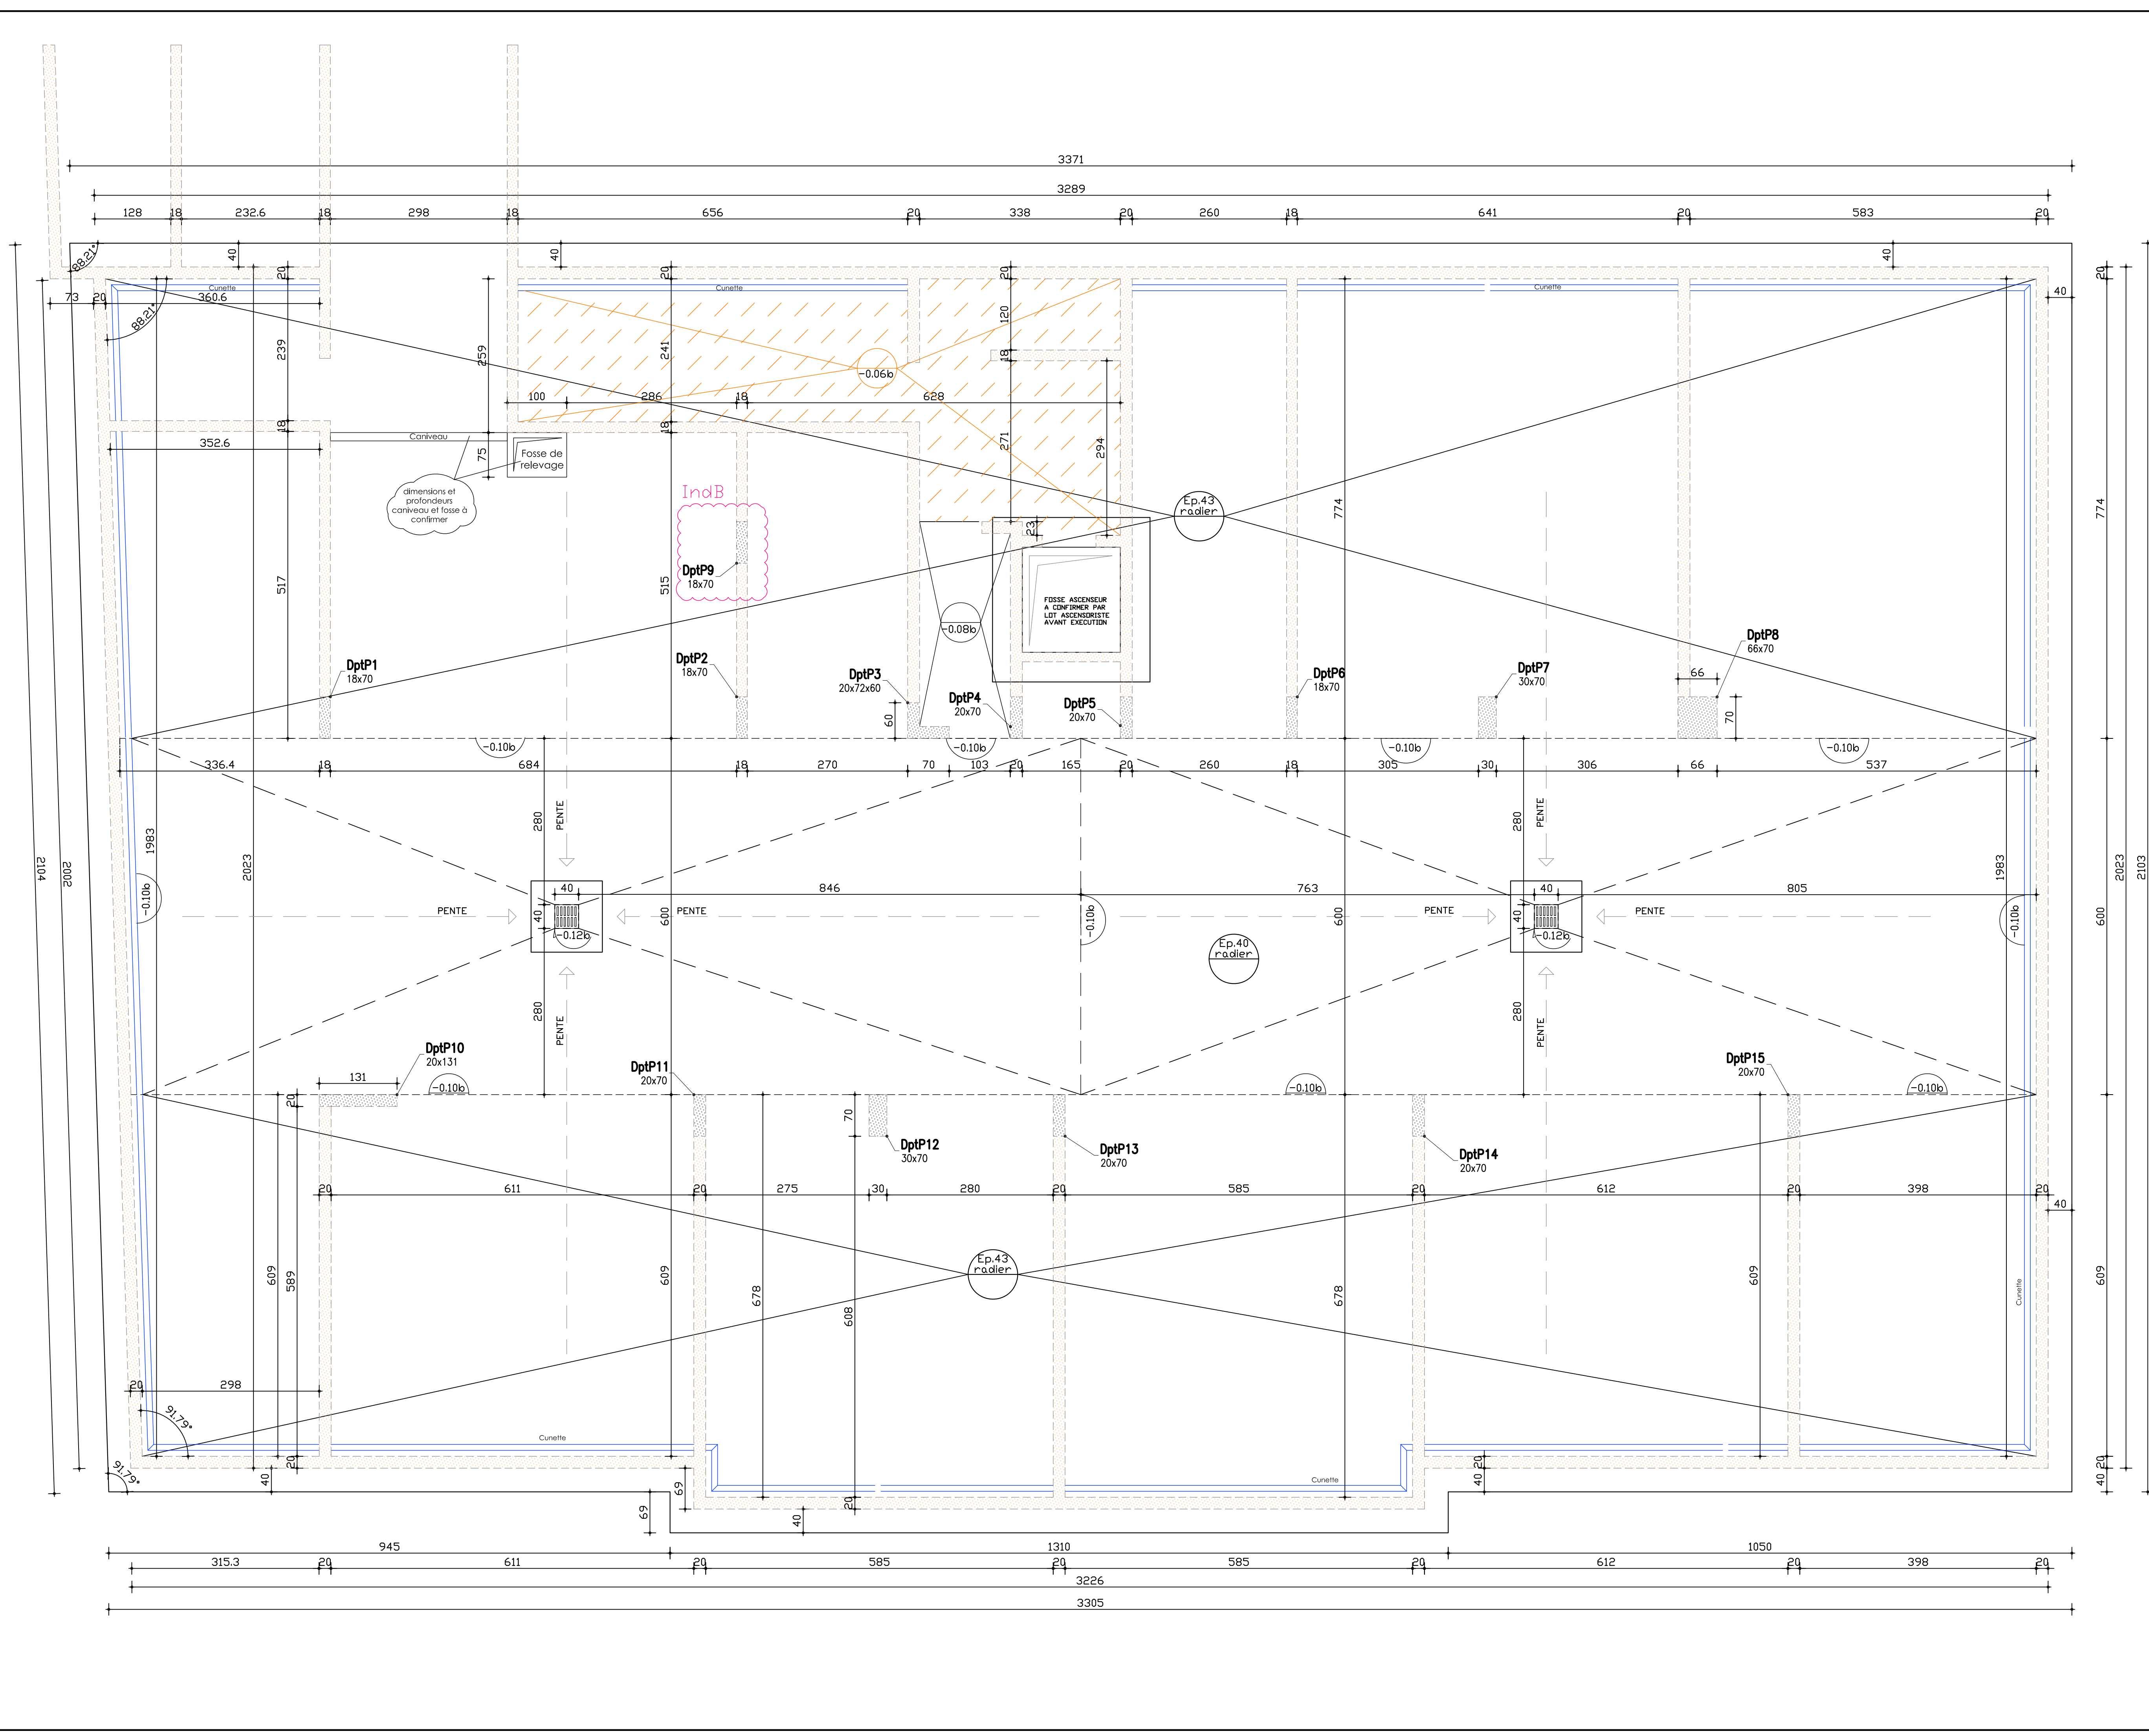 3371
3289
128 18 232.6 18 298 18 656 20 338 20 260 18 641 20 583 20
88.21°
40
40
40
20
20
20
20
Cunette
Cunette
Cunette
73 20 360.6
40
88.21°
239
259
241
120
18
-0.06b
100 286 18 628
18
18
271
294
352.6
Caniveau
75
Fosse de
relevage
dimensions et
profondeurs
caniveau et fosse à
confirmer
IndB
Ep.43
radier
774
774
23
DptP9
18x70
517
515
FOSSE ASCENSEUR
A CONFIRMER PAR
LOT ASCENSORISTE
AVANT EXECUTION
-0.08b
DptP1
18x70
DptP2
18x70
DptP3
20x72x60
DptP4
20x70
DptP5
20x70
DptP6
18x70
DptP7
30x70
DptP8
66x70
66
60
70
-0.10b
-0.10b
-0.10b
-0.10b
336.4 18 684 18 270 70 103 20 165 20 260 18 305 30 306 66 537
280
PENTE
280
PENTE
1983
2023
2104
2002
1983
2023
2103
-0.10b
40
846
763
40
805
PENTE
PENTE
PENTE
PENTE
40
40
-0.12b
-0.12b
600
600
600
-0.10b
-0.10b
Ep.40
radier
280
PENTE
280
PENTE
DptP10
20x131
131
-0.10b
20
DptP11
20x70
-0.10b
DptP15
20x70
-0.10b
70
DptP12
30x70
DptP13
20x70
DptP14
20x70
20 611 20 275 30 280 20 585 20 612 20 398 20
40
609
589
609
678
608
678
609
609
Ep.43
radier
Cunette
20 298
91.79°
Cunette
Cunette
91.79°
20
40
69
69
20
40
20
40
20
40
945 1310 1050
315.3 20 611 20 585 20 585 20 612 20 398 20
3226
3305